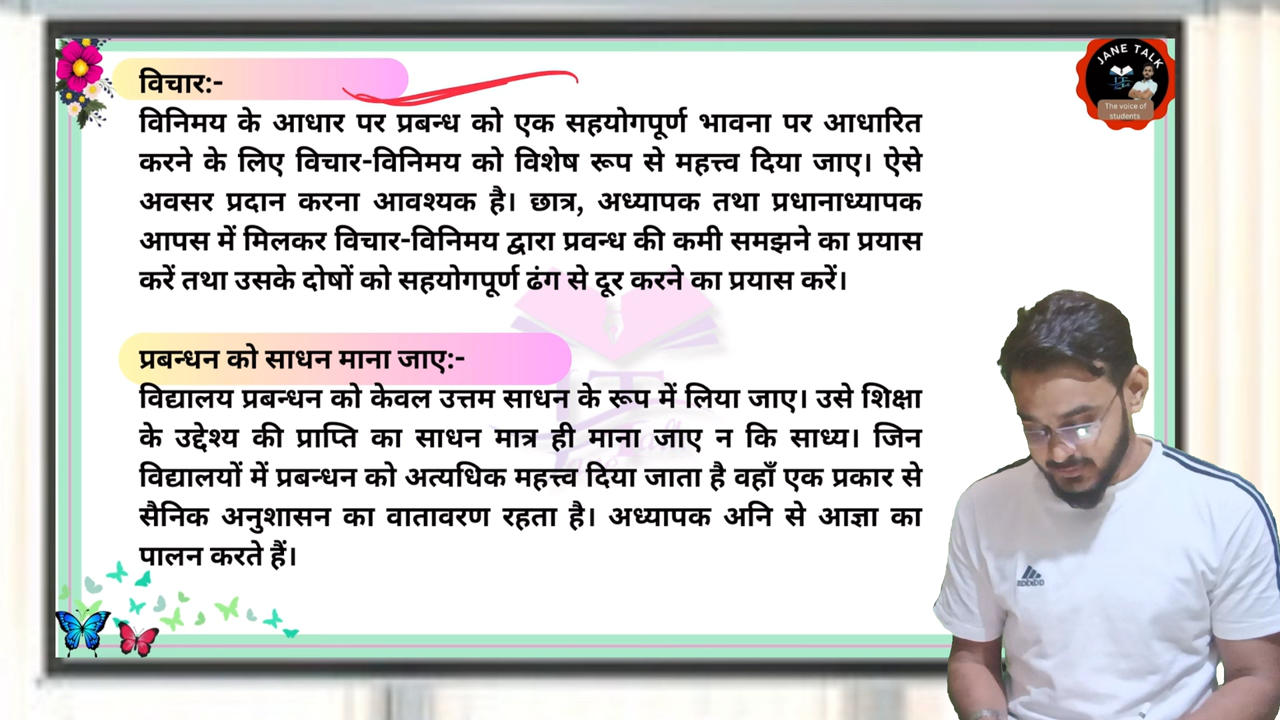 विचार:-
विनिमय के आधार पर प्रबन्ध को एक सहयोगपूर्ण भावना पर आधारित
करने के लिए विचार-विनिमय को विशेष रूप से महत्त्व दिया जाए। ऐसे
अवसर प्रदान करना आवश्यक है। छात्र, अध्यापक तथा प्रधानाध्यापक
आपस में मिलकर विचार-विनिमय द्वारा प्रवन्ध की कमी समझने का प्रयास
करें तथा उसके दोषों को सहयोगपूर्ण ढंग से दूर करने का प्रयास करें।
प्रबन्धन को साधन माना जाए:-
विद्यालय प्रबन्धन को केवल उत्तम साधन के रूप में लिया जाए। उसे शिक्षा
के उद्देश्य की प्राप्ति का साधन मात्र ही माना जाए न कि साध्य। जिन
विद्यालयों में प्रबन्धन को अत्यधिक महत्त्व दिया जाता है वहाँ एक प्रकार से
सैनिक अनुशासन का वातावरण रहता है। अध्यापक अनि से आज्ञा का
पालन करते हैं।
JANE TALK
The voice of
students